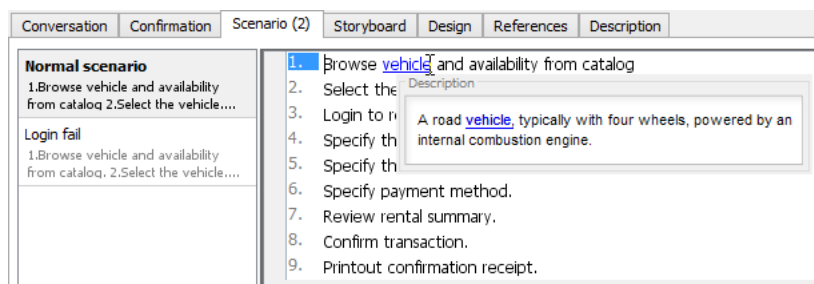 Conversation Confirmation Scenario (2) Storyboard Design References Description
Normal scenario
1.Browse vehicle and availability
from catalog 2.Select the vehicle....
Login fail
1.Browse vehicle and availability
from catalog. 2.Select the vehicle....
1. Browse vehicle and availability from catalog
2. Select the
3. Login to
4. Specify th
5. Specify th
6. Specify payment method.
7. Review rental summary.
8. Confirm transaction.
9. Printout confirmation receipt.
Description
A road vehicle, typically with four wheels, powered by an
internal combustion engine.